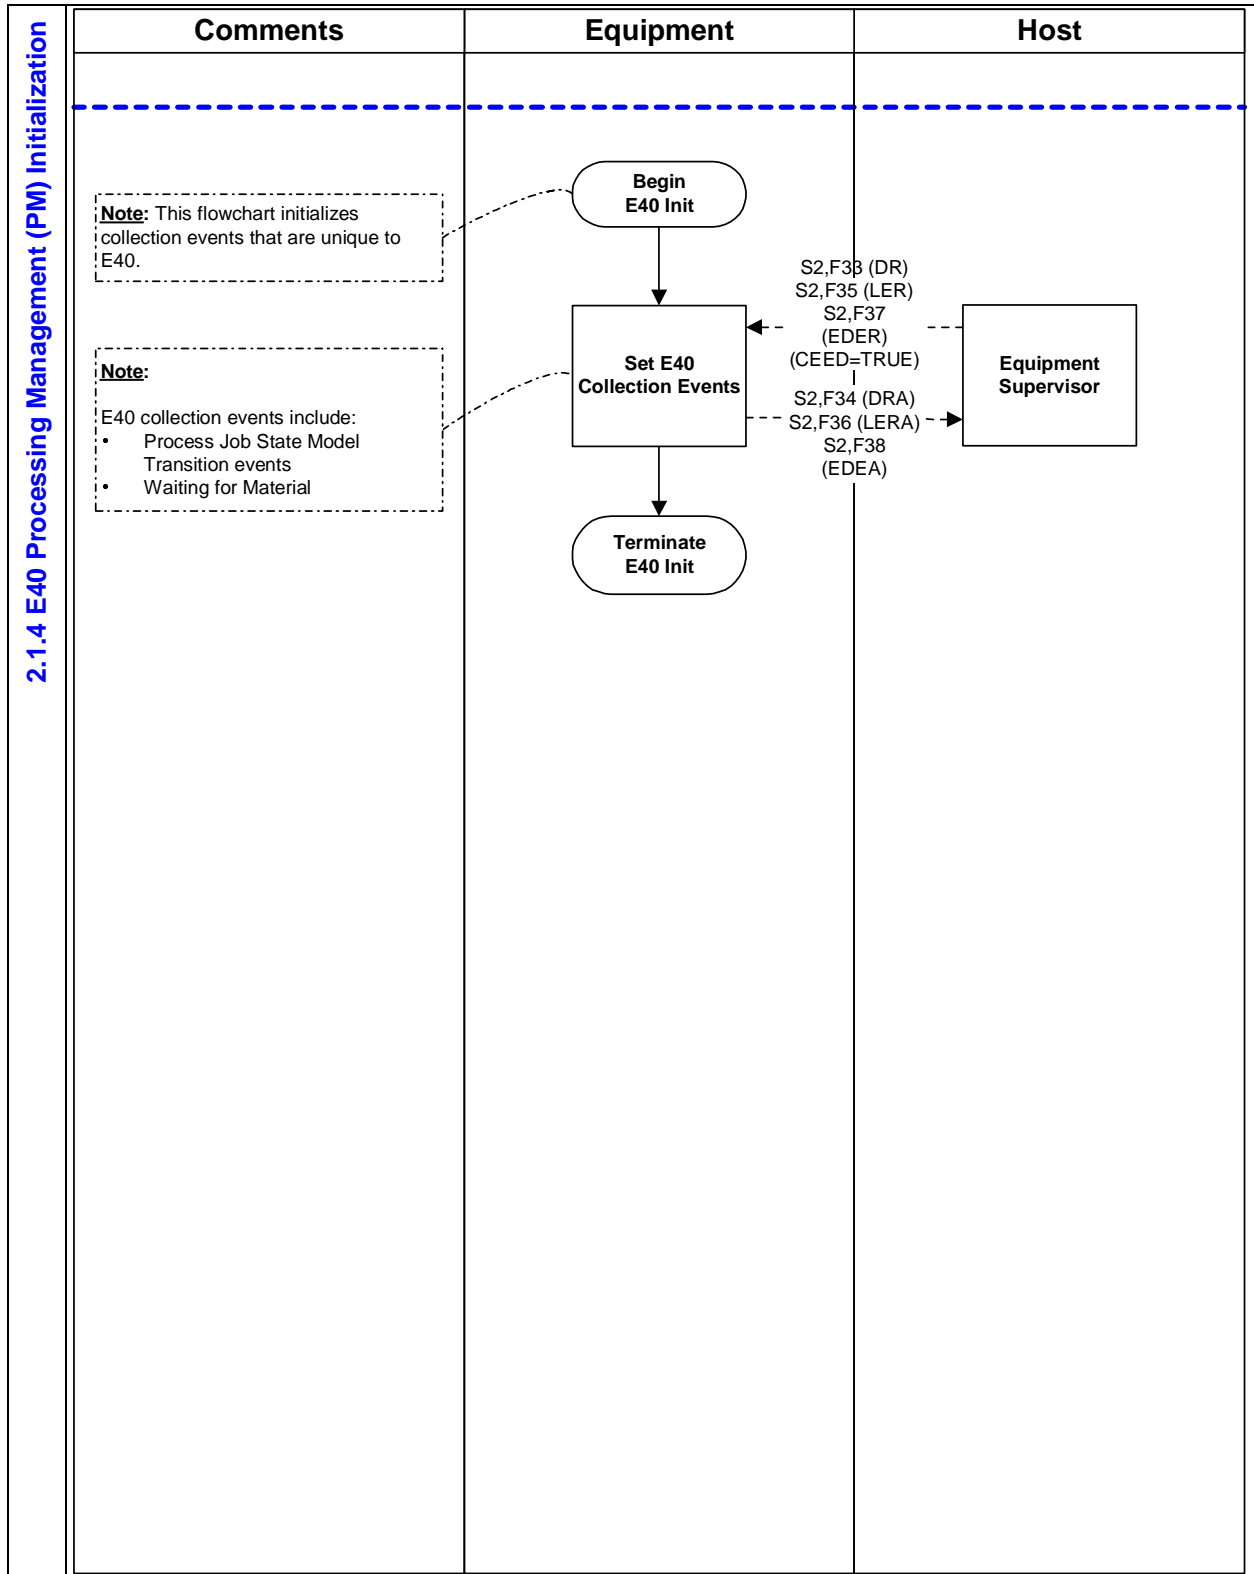 2.1.4 E40 Processing Management (PM) Initialization
Comments
Equipment
Host
Begin
E40 Init
Note: This flowchart initializes
collection events that are unique to
E40.
S2,F33 (DR)
S2,F35 (LER)
S2,F37
(EDER)
(CEED=TRUE)
Note:
E40 collection events include:
• Process Job State Model
Transition events
• Waiting for Material
Set E40
Collection Events
Equipment
Supervisor
S2,F34 (DRA)
S2,F36 (LERA)
S2,F38
(EDEA)
Terminate
E40 Init